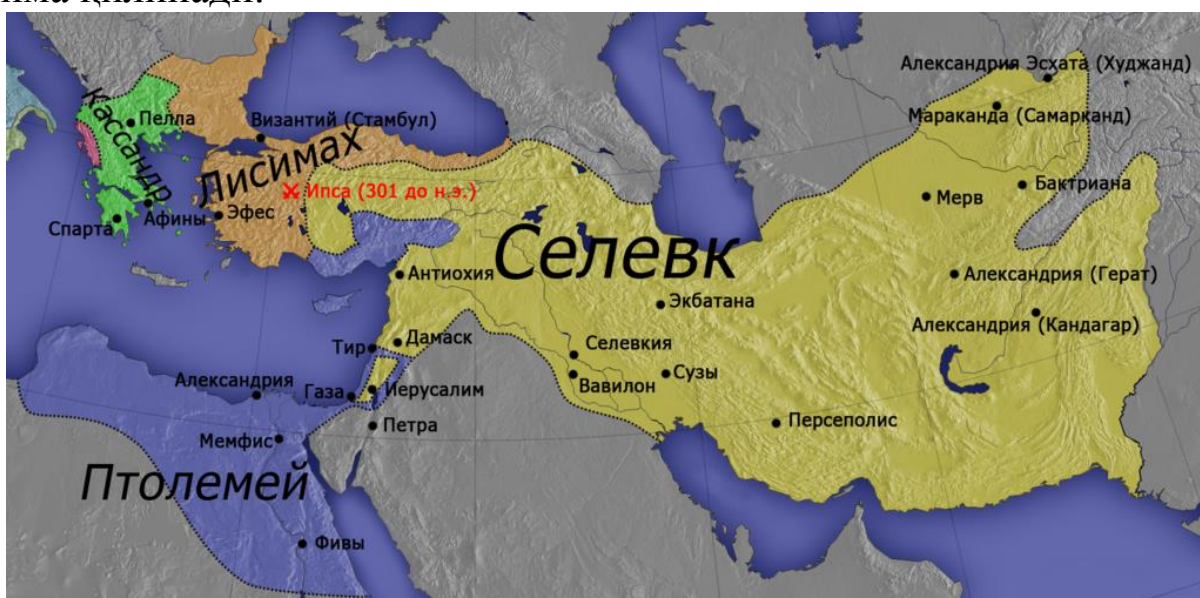 қилинади.
Александрия Эсхата (Худжанд)
Мараканда (Самарканд)
Кассандр
Пелла
Византий (Стамбул)
Лисимах
Ипса (301 до н.э.)
Бактриана
Мерв
Афины
Эфес
Спарта
Селевк
Антиохия
Александрия (Герат)
Экбатана
Александрия (Кандагар)
Тир
Дамаск
Селевкия
Александрия
Газа
Иерусалим
Вавилон
Сузы
Петра
Персеполис
Мемфис
Птолемей
Фивы